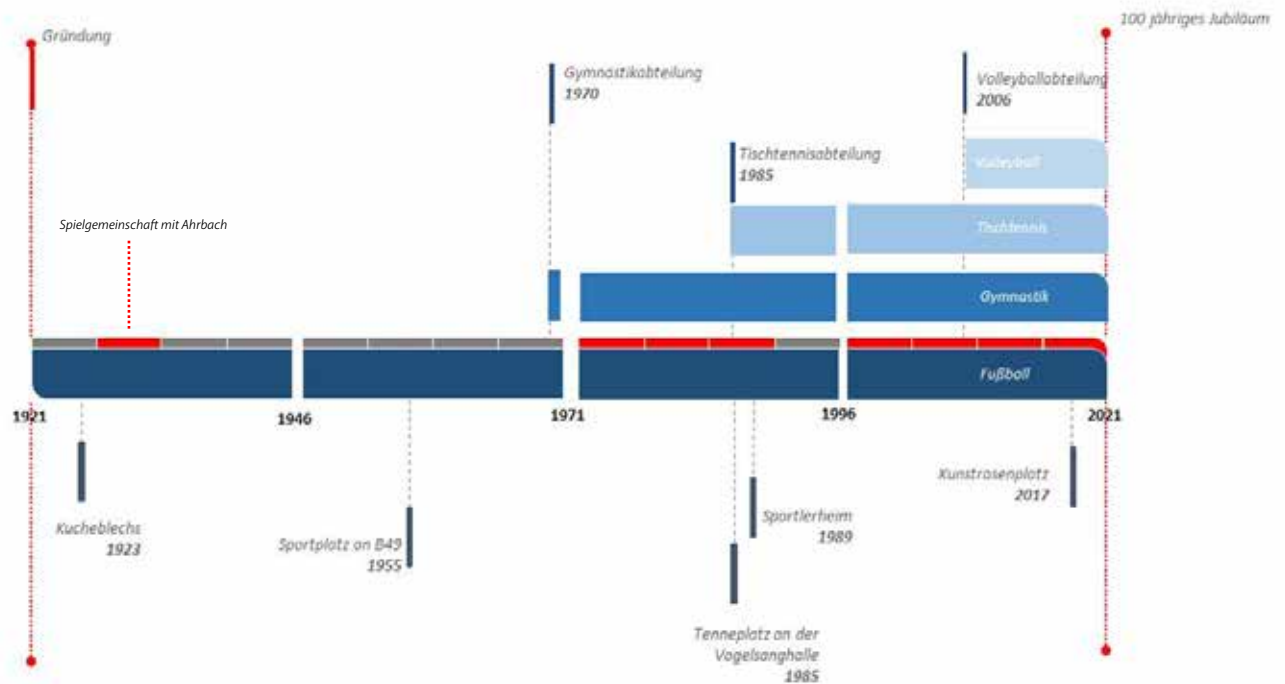 100 jähriges Jubiläum
Gründung
Gymnastikabteilung
1970
Volleyballabteilung
2006
Tischtennisabteilung
1985
Volleyball
Spielgemeinschaft mit Ahrbach
Tischtennis
Gymnastik
Fußball
1921
1946
1971
1996
2021
Kucheblechs
1923
Sportplatz an B49
1955
Sportlerheim
1989
Kunstrasenplatz
2017
Tenneplatz an der
Vogelsanghalle
1985